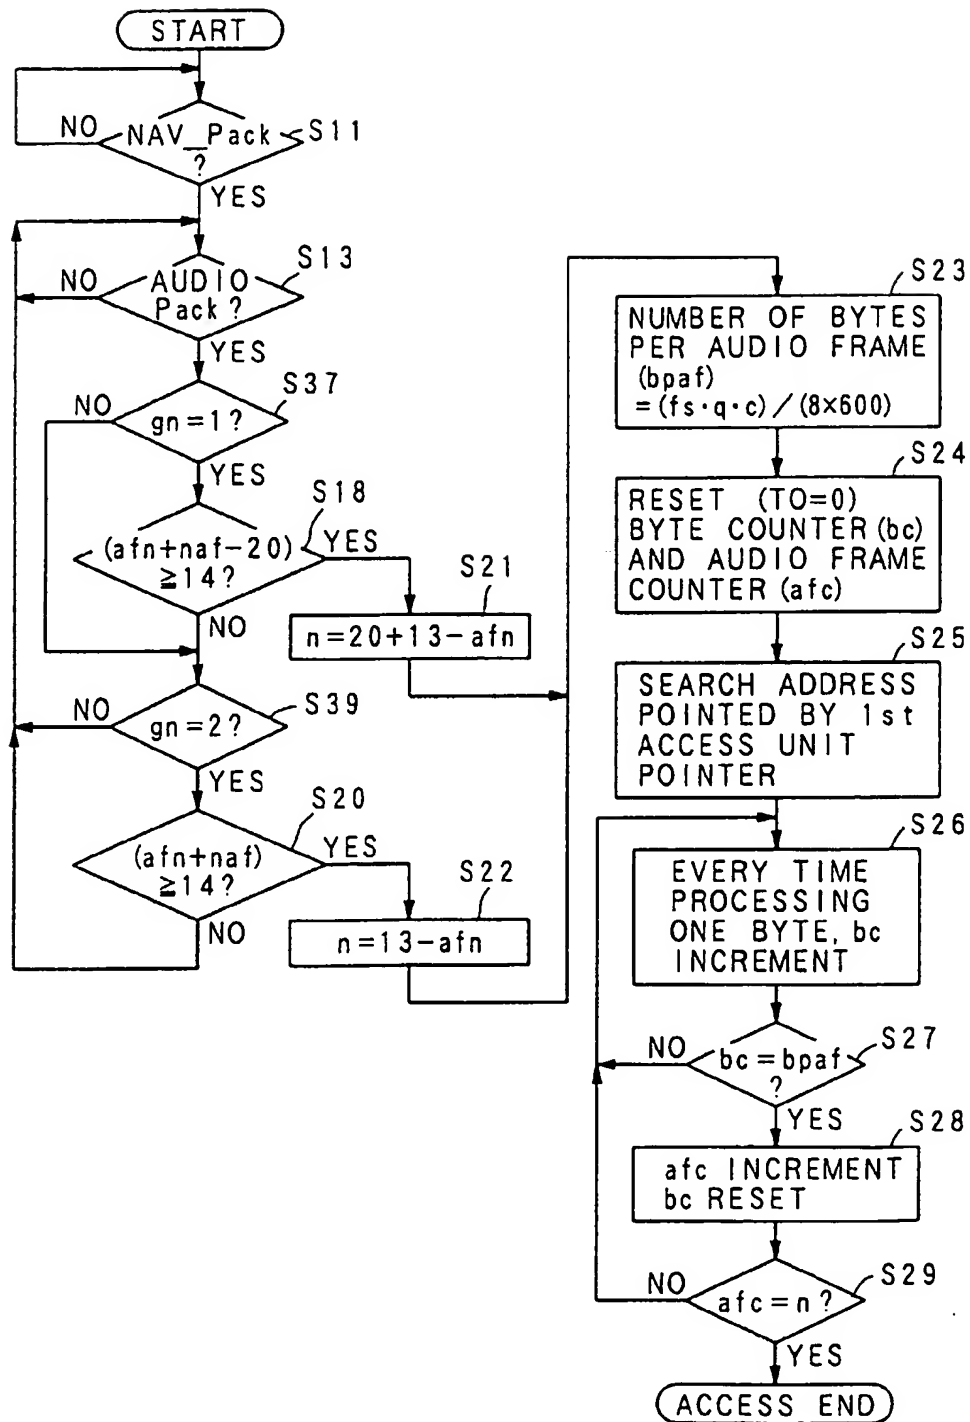 START
NO
NAV_Pack
?
S11
YES
NO
AUDIO
Pack?
S13
YES
NO
gn=1?
S37
YES
(afn+naf-20)
≧14?
S18
YES
NO
S21
n=20+13-afn
NO
gn=2?
S39
YES
(afn+naf)
≧14?
S20
YES
NO
S22
n=13-afn
S23
NUMBER OF BYTES
PER AUDIO FRAME
(bpaf)
=(fs·q·c)/(8×600)
S24
RESET (TO=0)
BYTE COUNTER(bc)
AND AUDIO FRAME
COUNTER(afc)
S25
SEARCH ADDRESS
POINTED BY 1st
ACCESS UNIT
POINTER
S26
EVERY TIME
PROCESSING
ONE BYTE, bc
INCREMENT
NO
bc=bpaf
?
S27
YES
S28
afc INCREMENT
bc RESET
NO
afc=n?
S29
YES
ACCESS END